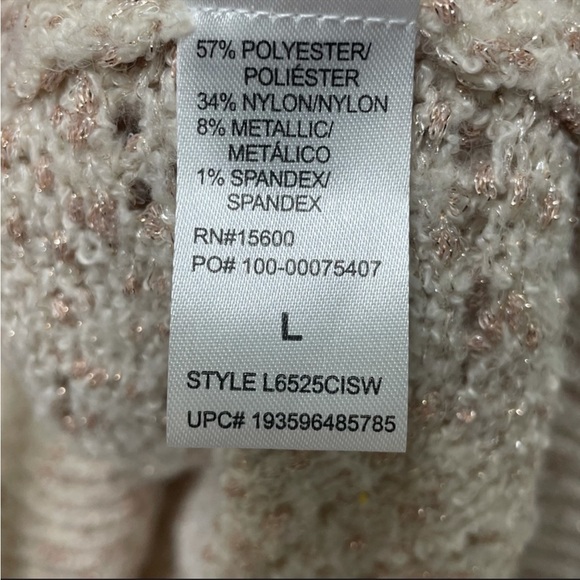 57% POLYESTER/
POLIÉSTER
34% NYLON/NYLON
8% METALLIC/
METÁLICO
1% SPANDEX/
SPANDEX
RN#15600
PO# 100-00075407
L
STYLE L6525CISW
UPC# 193596485785